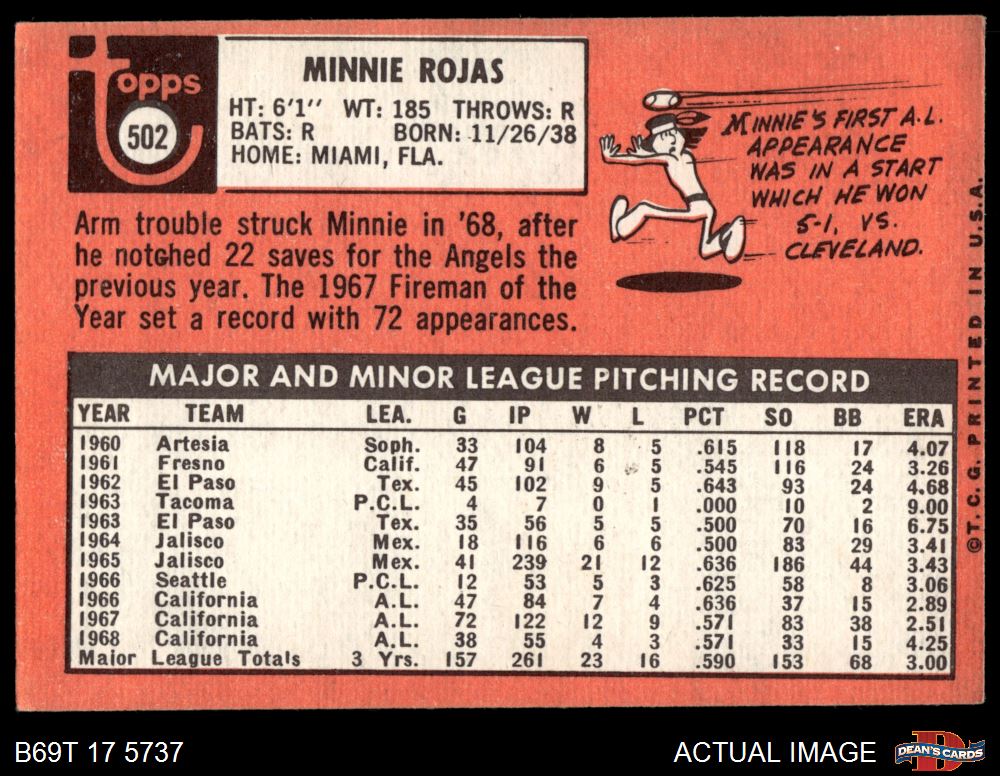 topps
502
MINNIE ROJAS
HT: 6'1'' WT: 185 THROWS: R
BATS: R BORN: 11/26/38
HOME: MIAMI, FLA.
Arm trouble struck Minnie in '68, after
he notched 22 saves for the Angels the
previous year. The 1967 Fireman of the
Year set a record with 72 appearances.
MINNIE'S FIRST A.L.
APPEARANCE
WAS IN A START
WHICH HE WON
5-1, VS.
CLEVELAND.
©T.C.G. PRINTED IN U.S.A.
MAJOR AND MINOR LEAGUE PITCHING RECORD
YEAR TEAM LEA. G IP W L PCT SO BB ERA
1960 Artesia Soph. 33 104 8 5 .615 118 17 4.07
1961 Fresno Calif. 47 91 6 5 .545 116 24 3.26
1962 El Paso Tex. 45 102 9 5 .643 93 24 4.68
1963 Tacoma P.C.L. 4 7 0 1 .000 10 2 9.00
1963 El Paso Tex. 35 56 5 5 .500 70 16 6.75
1964 Jalisco Mex. 18 116 6 6 .500 83 29 3.41
1965 Jalisco Mex. 41 239 21 12 .636 186 44 3.43
1966 Seattle P.C.L. 12 53 5 3 .625 58 8 3.06
1966 California A.L. 47 84 7 4 .636 37 15 2.89
1967 California A.L. 72 122 12 9 .571 83 38 2.51
1968 California A.L. 38 55 4 3 .571 33 15 4.25
Major League Totals 3 Yrs. 157 261 23 16 .590 153 68 3.00
B69T 17 5737
ACTUAL IMAGE
DEAN'S CARDS